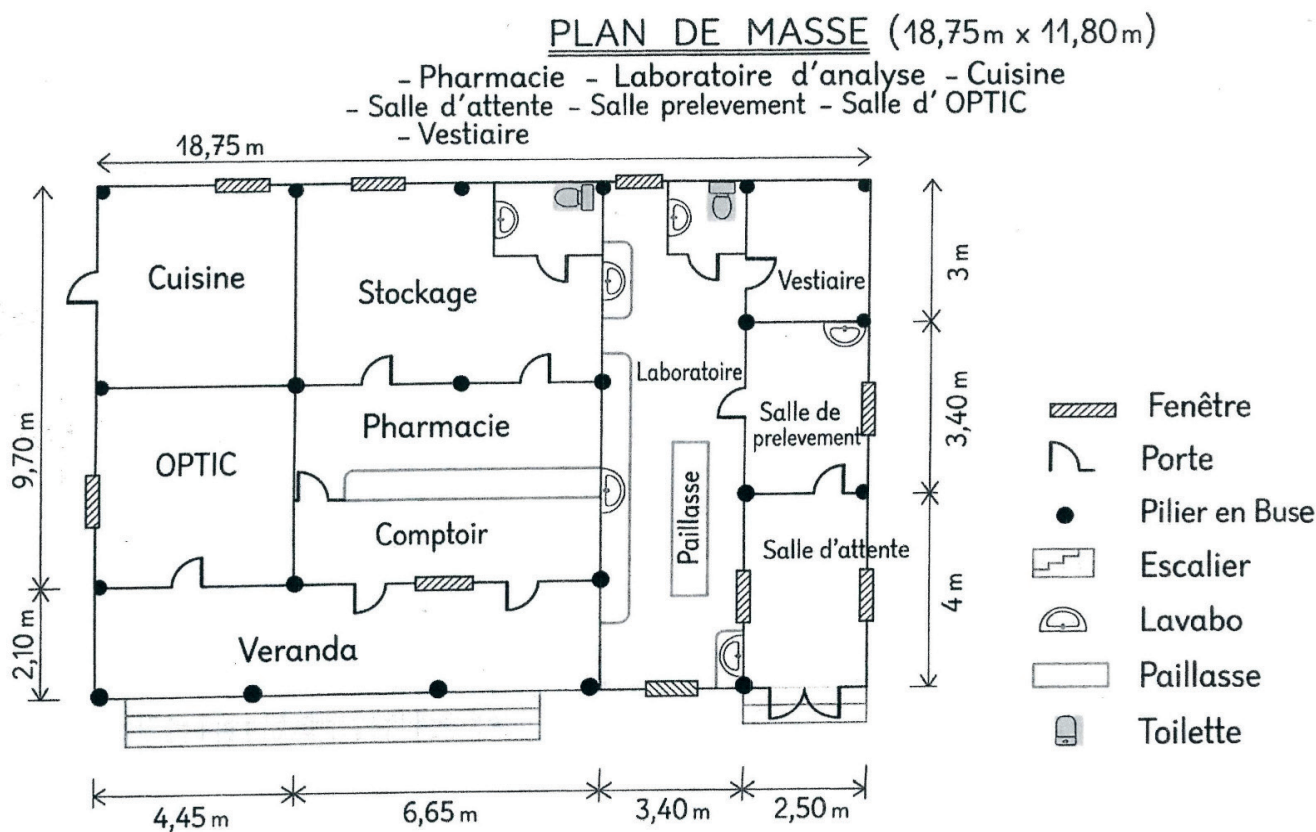 PLAN DE MASSE (18,75m x 11,80m)
- Pharmacie - Laboratoire d'analyse - Cuisine
- Salle d'attente - Salle prelevement - Salle d' OPTIC
- Vestiaire
18,75 m
Cuisine
Stockage
Vestiaire
3 m
Laboratoire
Pharmacie
Salle de
prelevement
3,40 m
9,70 m
OPTIC
Comptoir
Paillasse
Salle d'attente
4 m
2,10 m
Veranda
4,45 m
6,65 m
3,40 m
2,50 m
Fenêtre
Porte
Pilier en Buse
Escalier
Lavabo
Paillasse
Toilette